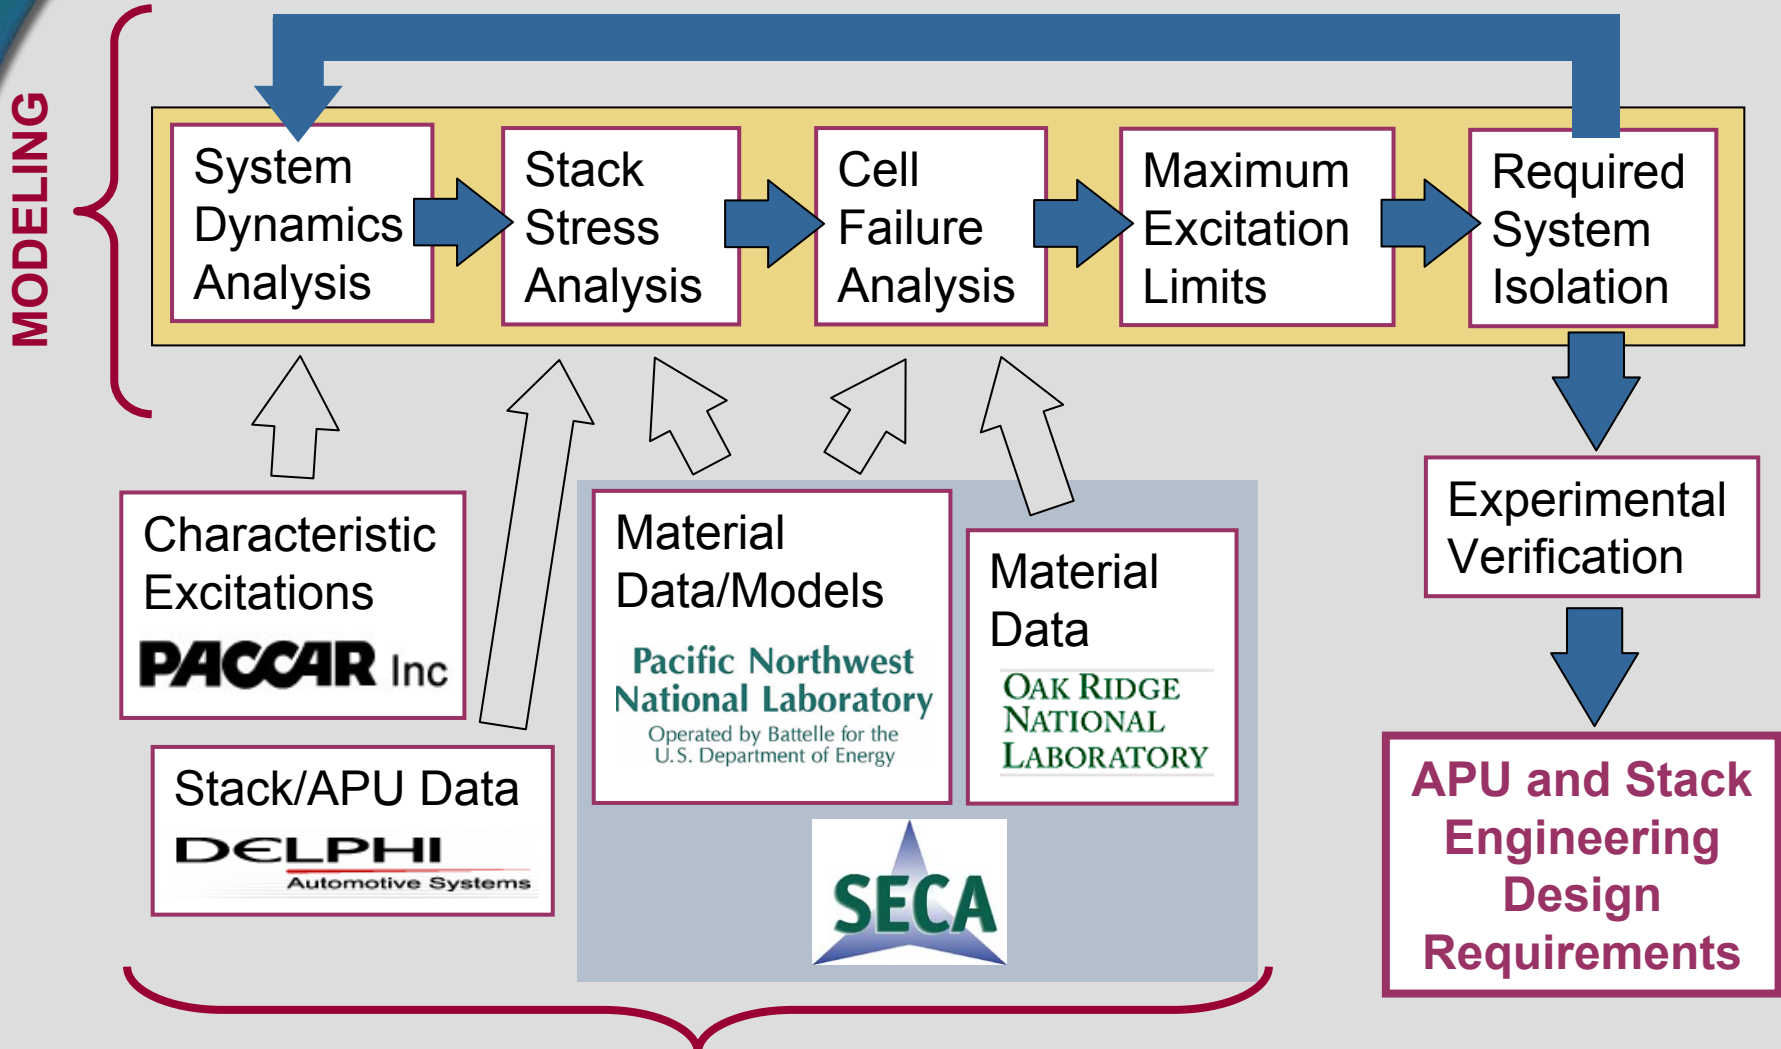 MODELING
System
Dynamics
Analysis
Stack
Stress
Analysis
Cell
Failure
Analysis
Maximum
Excitation
Limits
Required
System
Isolation
Characteristic
Excitations
PACCAR Inc
Stack/APU Data
DELPHI
Automotive Systems
Material
Data/Models
Pacific Northwest
National Laboratory
Operated by Battelle for the
U.S. Department of Energy
Material
Data
OAK RIDGE
NATIONAL
LABORATORY
SECA
Experimental
Verification
APU and Stack
Engineering
Design
Requirements